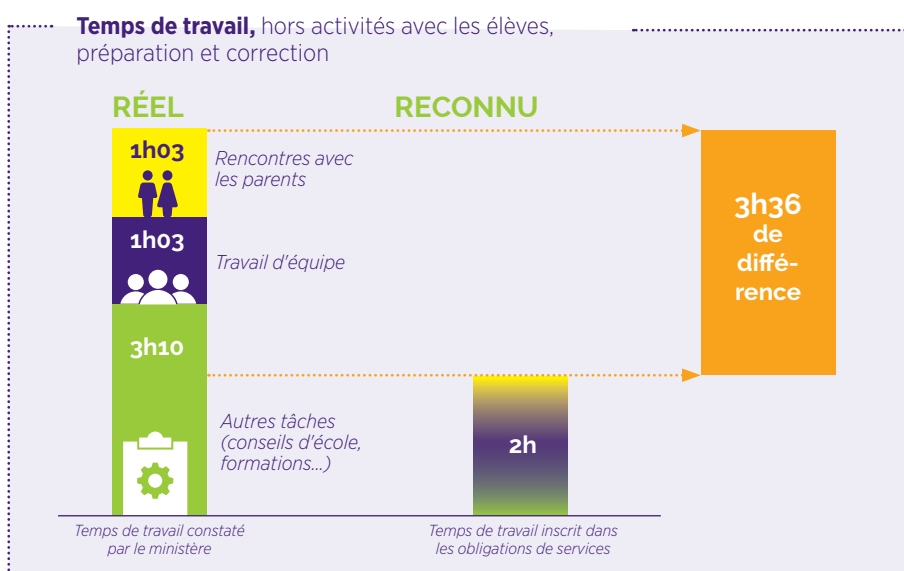 Temps de travail, hors activités avec les élèves,
préparation et correction
RÉEL
RECONNU
1h03
Rencontres avec
les parents
1h03
Travail d'équipe
3h10
Autres tâches
(conseils d'école,
formations...)
2h
3h36
de
diffé-
rence
Temps de travail constaté
par le ministère
Temps de travail inscrit dans
les obligations de services